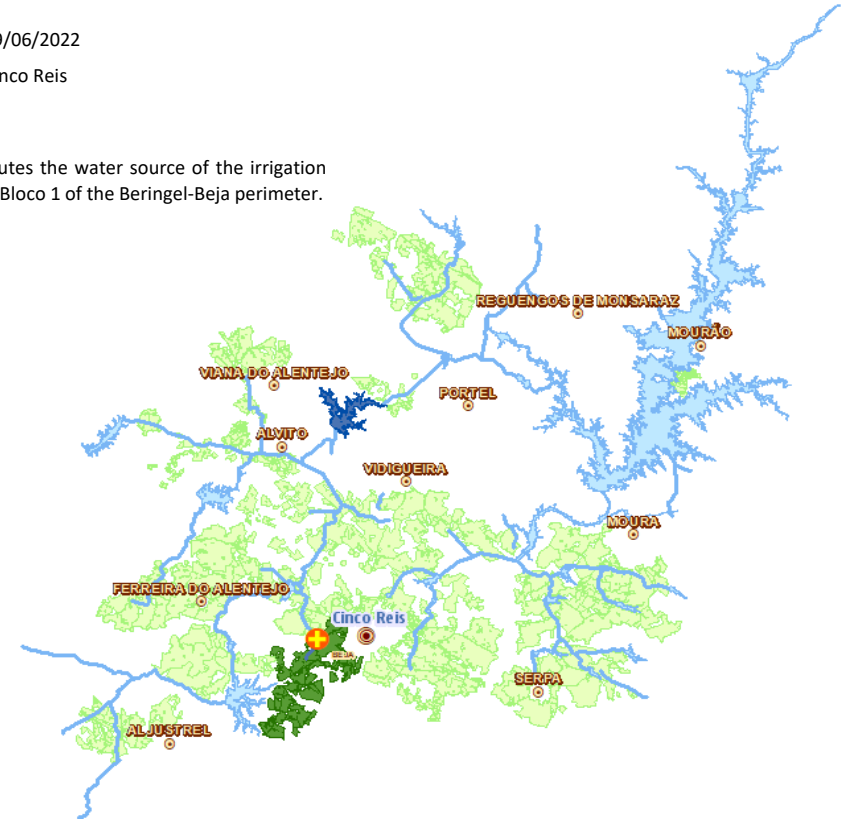 9/06/2022
nco Reis
utes the water source of the irrigation
Bloco 1 of the Beringel-Beja perimeter.
REGUENGOS DE MONSARAZ
MOURÃO
VIANA DO ALENTEJO
PORTEL
ALVITO
VIDIGUEIRA
MOURA
FERREIRA DO ALENTEJO
Cinco Reis
BEJA
SERPA
ALJUSTREL